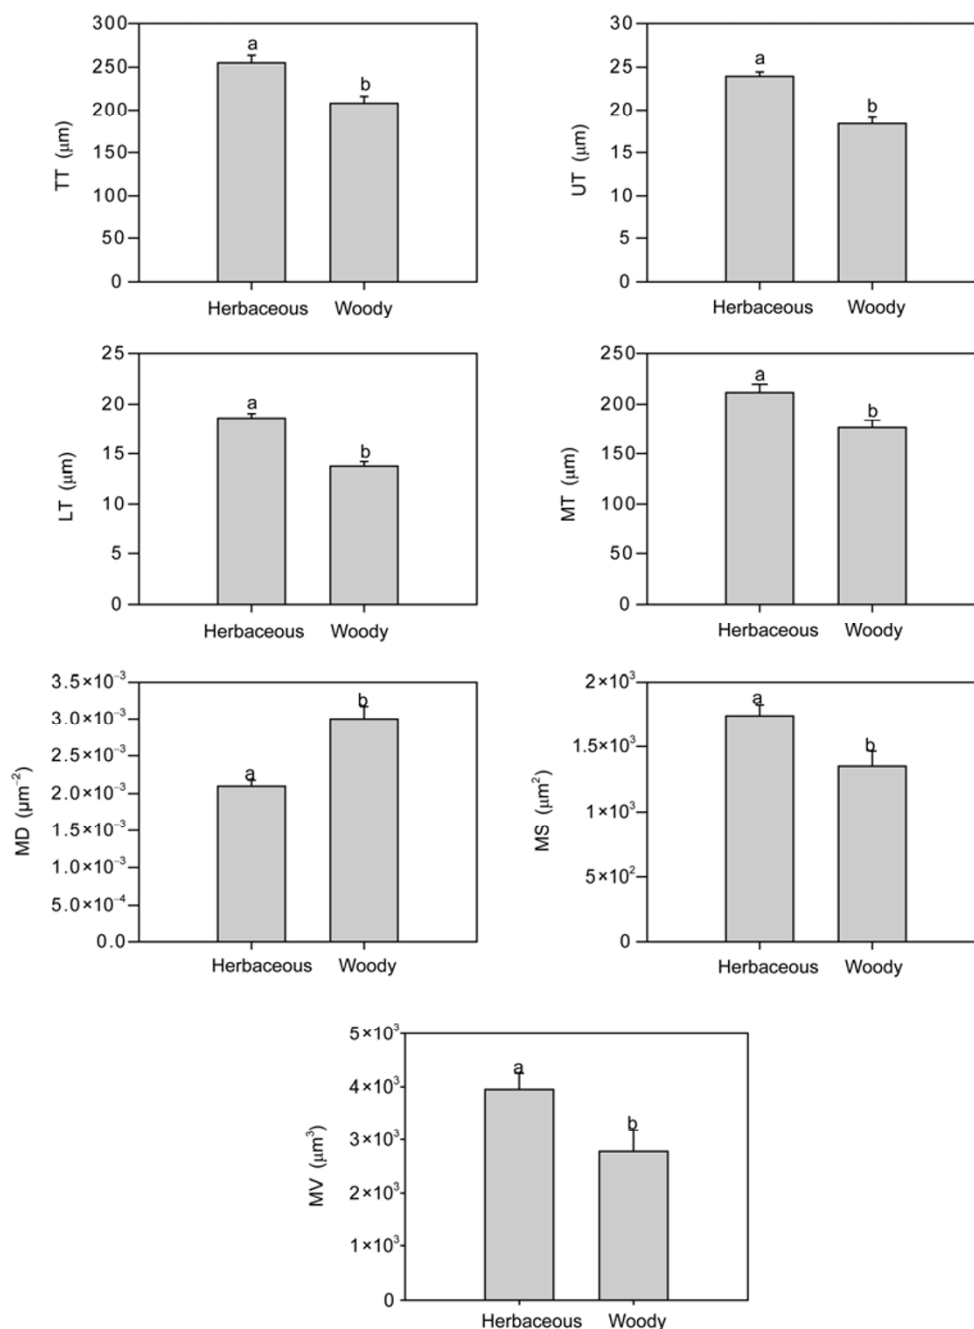 300
250
200
150
100
50
0
TT (μm)
a
b
Herbaceous Woody
30
25
20
15
10
5
0
UT (μm)
a
b
Herbaceous Woody
25
20
15
10
5
0
LT (μm)
a
b
Herbaceous Woody
250
200
150
100
50
0
MT (μm)
a
b
Herbaceous Woody
3.5×10⁻³
3.0×10⁻³
2.5×10⁻³
2.0×10⁻³
1.5×10⁻³
1.0×10⁻³
5.0×10⁻⁴
0.0
MD (μm⁻²)
a
b
Herbaceous Woody
2×10³
1.5×10³
1×10³
5×10²
0
MS (μm²)
a
b
Herbaceous Woody
5×10³
4×10³
3×10³
2×10³
1×10³
0
MV (μm³)
a
b
Herbaceous Woody